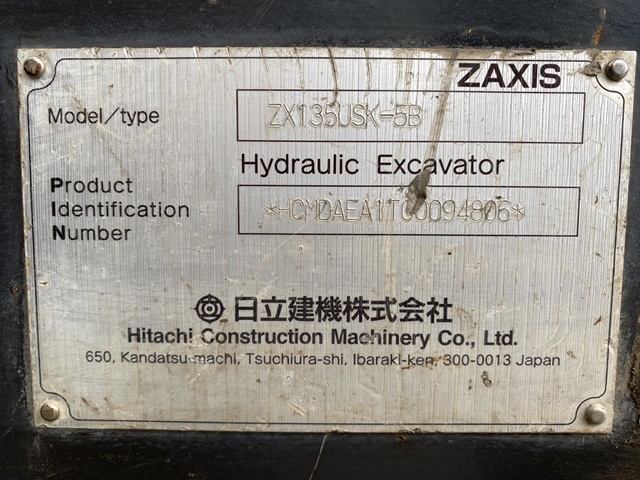 ZAXIS
Model/type
ZX135USK-5B
Hydraulic Excavator
Product
Identification
Number
*HCMDAEA1T00094806*
日立建機株式会社
Hitachi Construction Machinery Co., Ltd.
650, Kandatsu-machi, Tsuchiura-shi, Ibaraki-ken, 300-0013 Japan